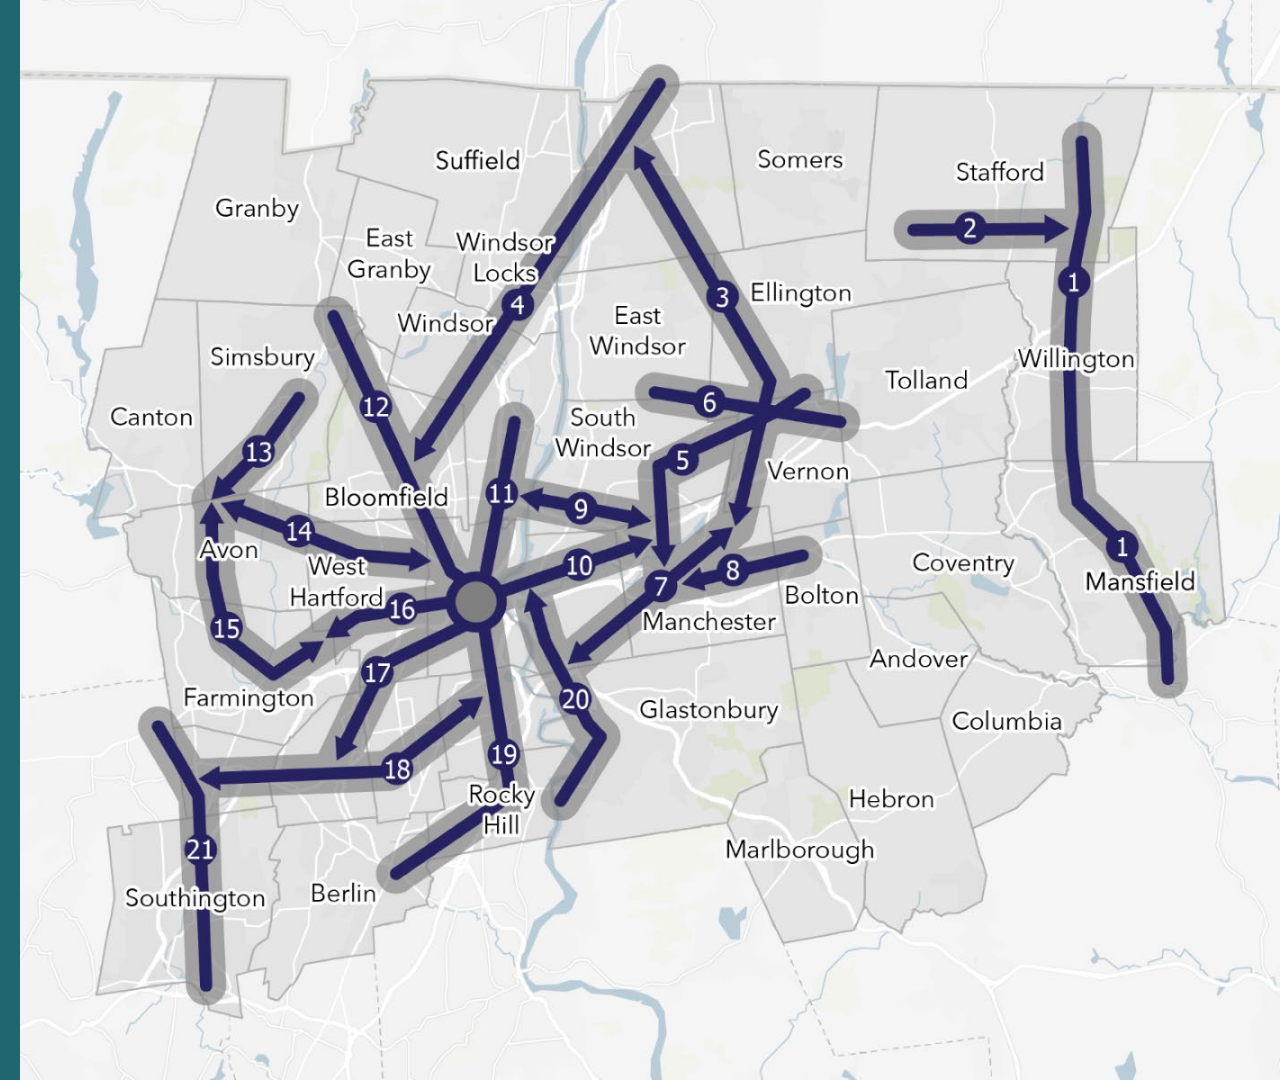 Suffield
Somers
Stafford
Granby
2
East
Granby
Windsor
Locks
1
3
Ellington
4
Windsor
East
Windsor
Simsbury
Willington
Tolland
6
12
Canton
South
Windsor
13
5
Vernon
11
Bloomfield
9
14
Avon
1
West
Hartford
10
8
Coventry
7
Mansfield
Bolton
16
15
Manchester
17
Andover
Farmington
20
Glastonbury
Columbia
19
18
Rocky
Hill
Hebron
21
Marlborough
Southington
Berlin